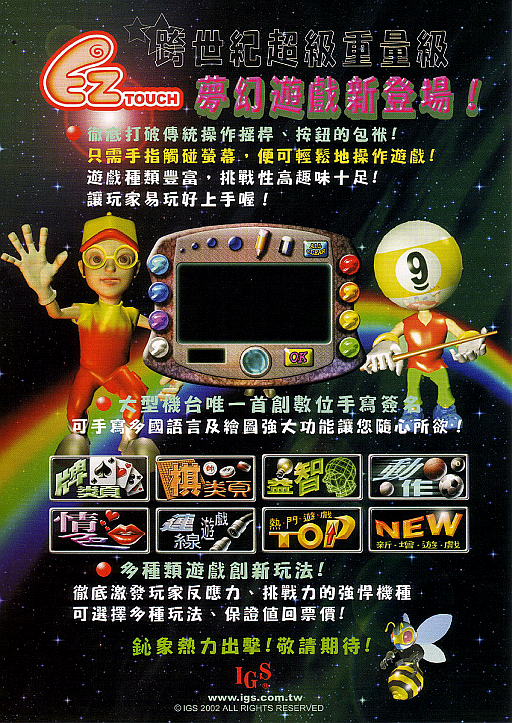 EZ TOUCH
跨世紀超級重量級
夢幻遊戲新登場！
徹底打破傳統操作搖桿、按鈕的包袱!
只需手指觸碰螢幕，便可輕鬆地操作遊戲!
遊戲種類豐富，挑戰性高趣味十足!
讓玩家易玩好上手喔！
ALL CLEAR
OK
9
大型機台唯一首創數位手寫簽名
可手寫多國語言及繪圖強大功能讓您隨心所欲！
牌類
棋類
益智
動作
情色
連線遊戲
熱·門·遊·戲
TOP
NEW
新·增·遊·戲
多種類遊戲創新玩法!
徹底激發玩家反應力、挑戰力的強悍機種
可選擇多種玩法、保證值回票價!
鈊象熱力出擊!敬請期待!
IGS®
www.igs.com.tw
© IGS 2002 ALL RIGHTS RESERVED